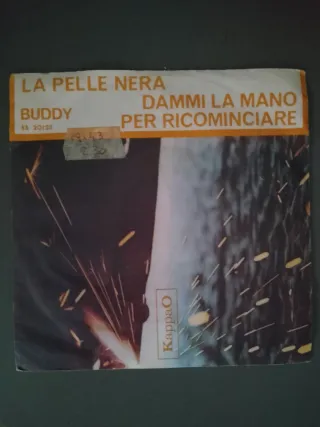 LA PELLE NERA
DAMMI LA MANO
BUDDY
PER RICOMINCIARE
KappaO